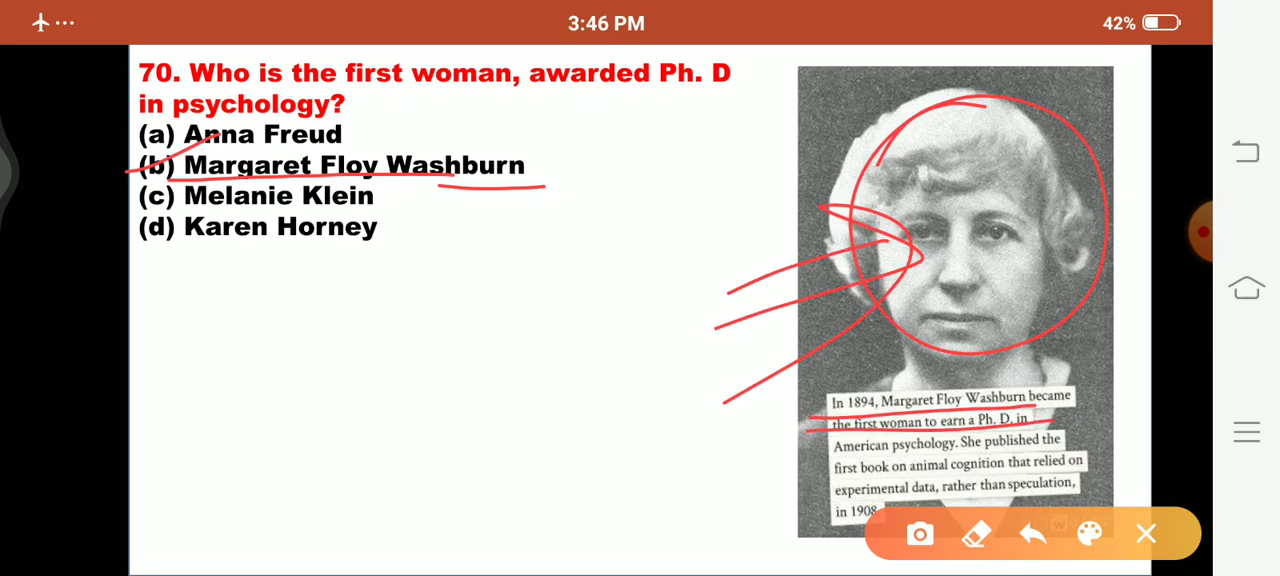 3:46 PM
42%
70. Who is the first woman, awarded Ph. D
in psychology?
(a) Anna Freud
(b) Margaret Floy Washburn
(c) Melanie Klein
(d) Karen Horney
In 1894, Margaret Floy Washburn became
the first woman to earn a Ph. D. in
American psychology. She published the
first book on animal cognition that relied on
experimental data, rather than speculation,
in 1908